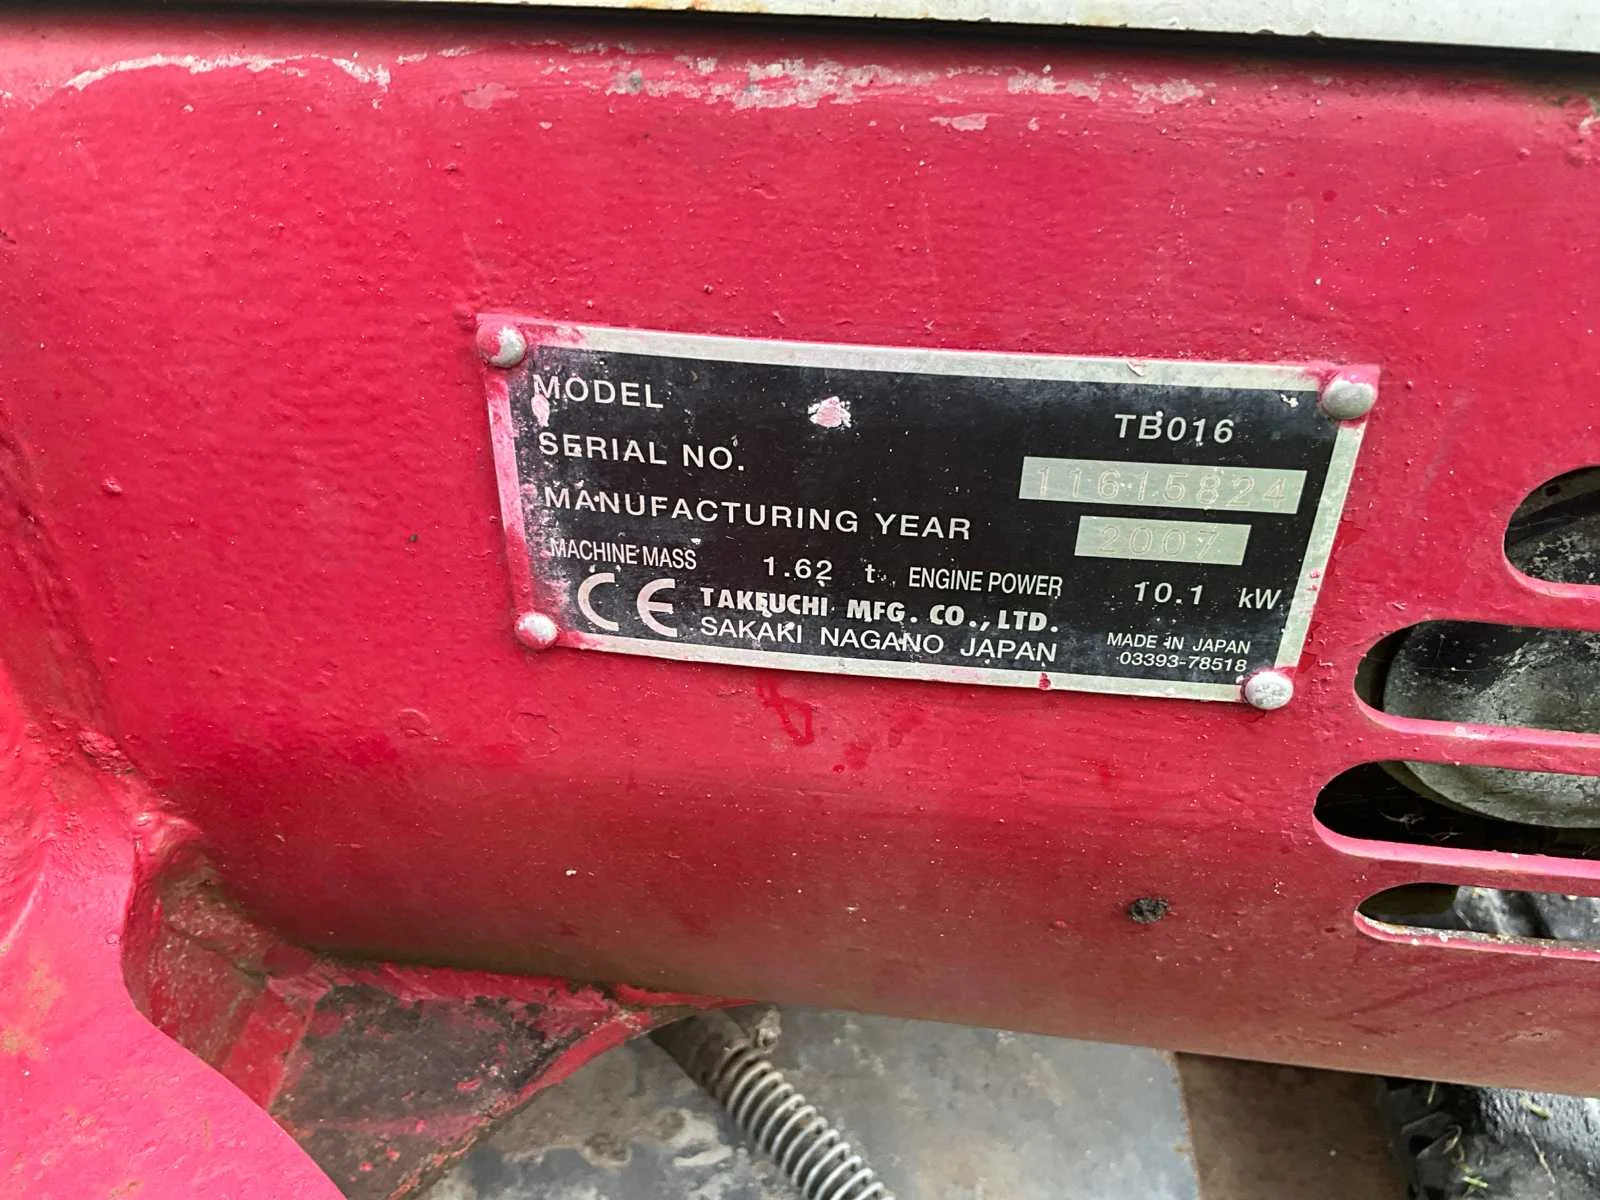 MODEL TB016
SERIAL NO. 11615824
MANUFACTURING YEAR 2007
MACHINE MASS 1.62 t ENGINE POWER 10.1 kW
CE TAKEUCHI MFG. CO., LTD.
SAKAKI NAGANO JAPAN
MADE IN JAPAN
03393-78518